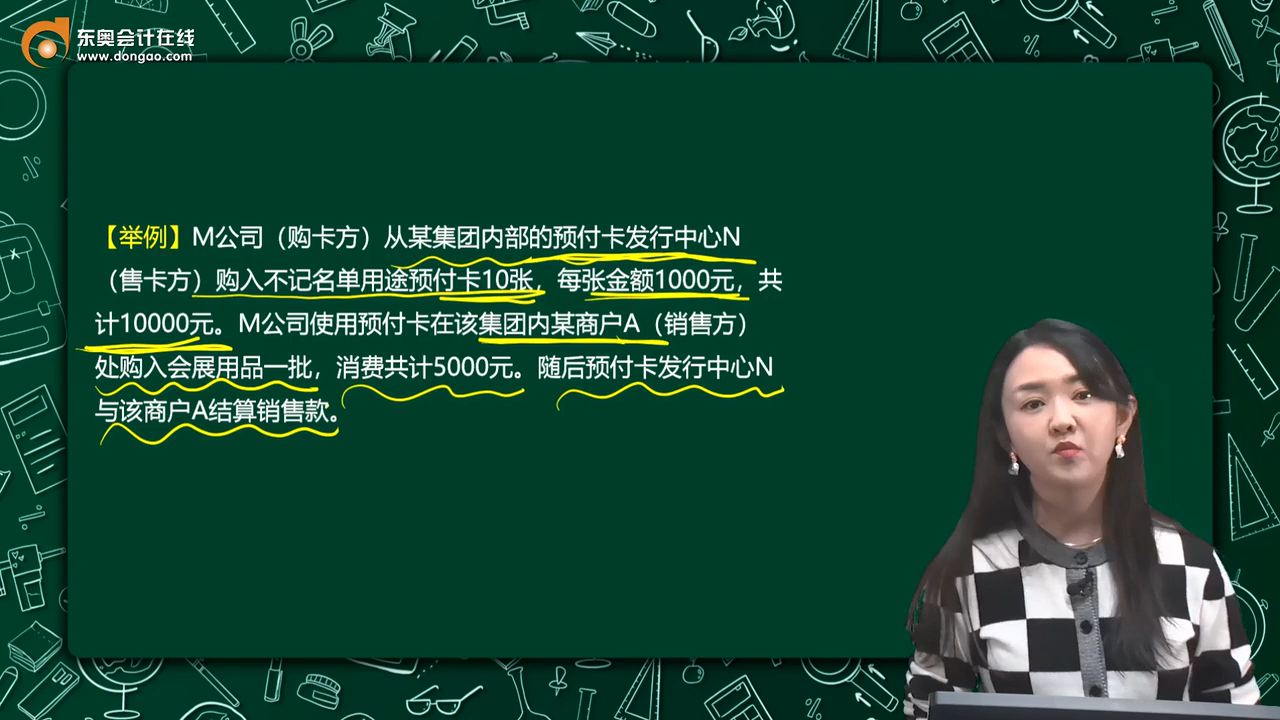 东奥会计在线
www.dongao.com
【举例】M公司（购卡方）从某集团内部的预付卡发行中心N
（售卡方）购入不记名单用途预付卡10张，每张金额1000元，共
计10000元。M公司使用预付卡在该集团内某商户A（销售方）
处购入会展用品一批，消费共计5000元。随后预付卡发行中心N
与该商户A结算销售款。